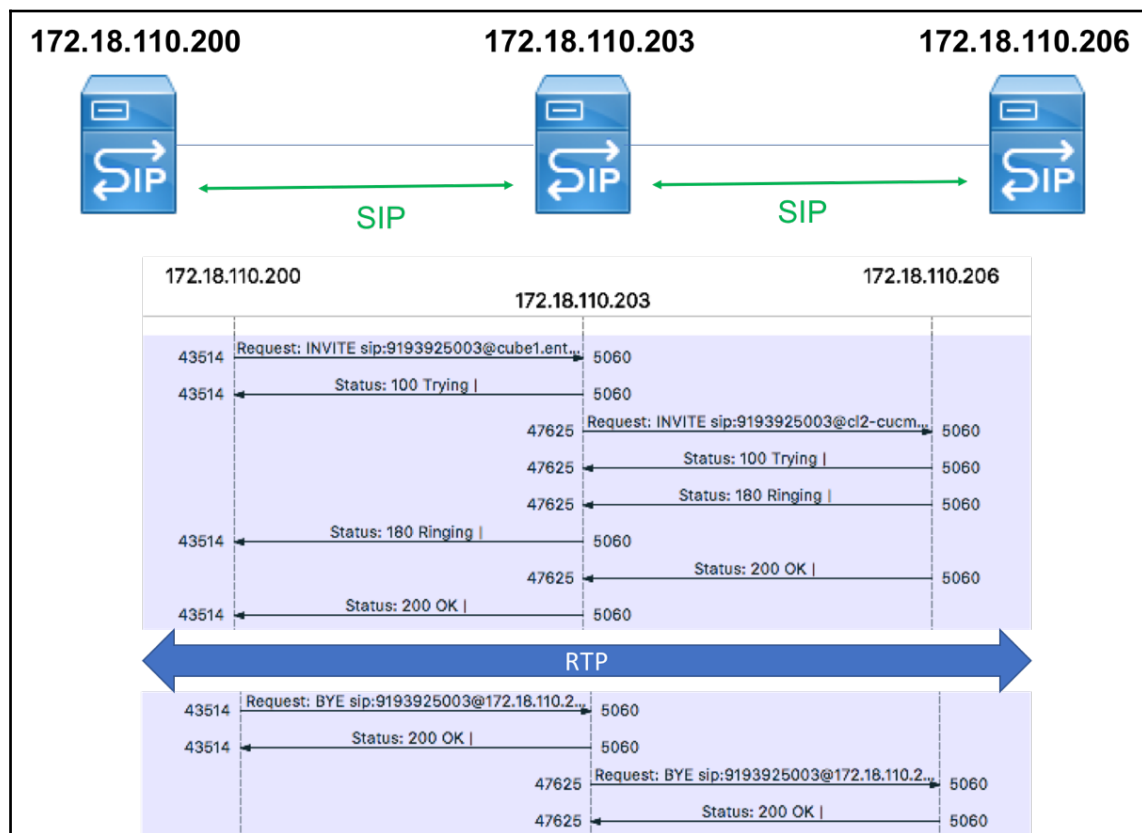 172.18.110.200 172.18.110.203 172.18.110.206
SIP SIP SIP
SIP SIP
172.18.110.200 172.18.110.206
172.18.110.203
43514 Request: INVITE sip:9193925003@cube1.ent... 5060
43514 Status: 100 Trying | 5060
47625 Request: INVITE sip:9193925003@cl2-cucm... 5060
47625 Status: 100 Trying | 5060
47625 Status: 180 Ringing | 5060
43514 Status: 180 Ringing | 5060
47625 Status: 200 OK | 5060
43514 Status: 200 OK | 5060
RTP
43514 Request: BYE sip:9193925003@172.18.110.2... 5060
43514 Status: 200 OK | 5060
47625 Request: BYE sip:9193925003@172.18.110.2... 5060
47625 Status: 200 OK | 5060